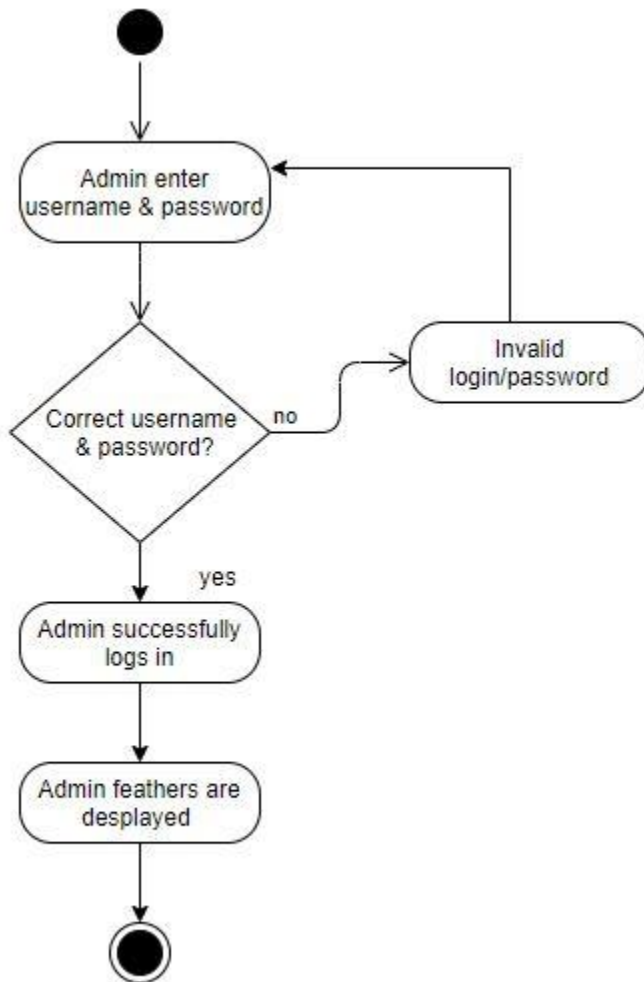 Admin enter
username & password
Invalid
login/password
Correct username
& password?
no
yes
Admin successfully
logs in
Admin feathers are
desplayed